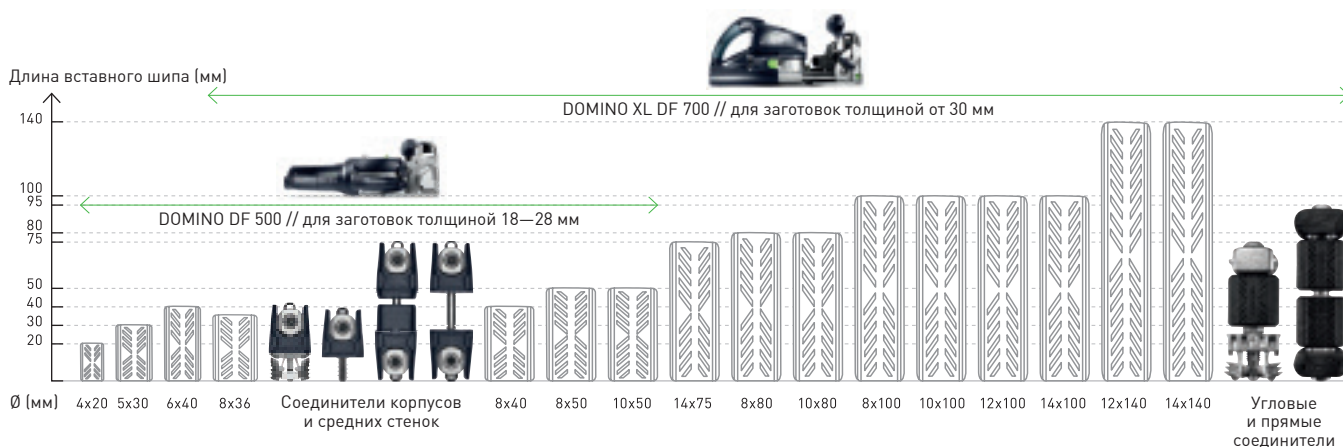 Длина вставного шипа (мм)
DOMINO XL DF 700 // для заготовок толщиной от 30 мм
DOMINO DF 500 // для заготовок толщиной 18—28 мм
140
100
95
80
75
50
40
30
20
Ø (мм) 4x20 5x30 6x40 8x36 Соединители корпусов 8x40 8x50 10x50 14x75 8x80 10x80 8x100 10x100 12x100 14x100 12x140 14x140 Угловые
и средних стенок и прямые
соединители